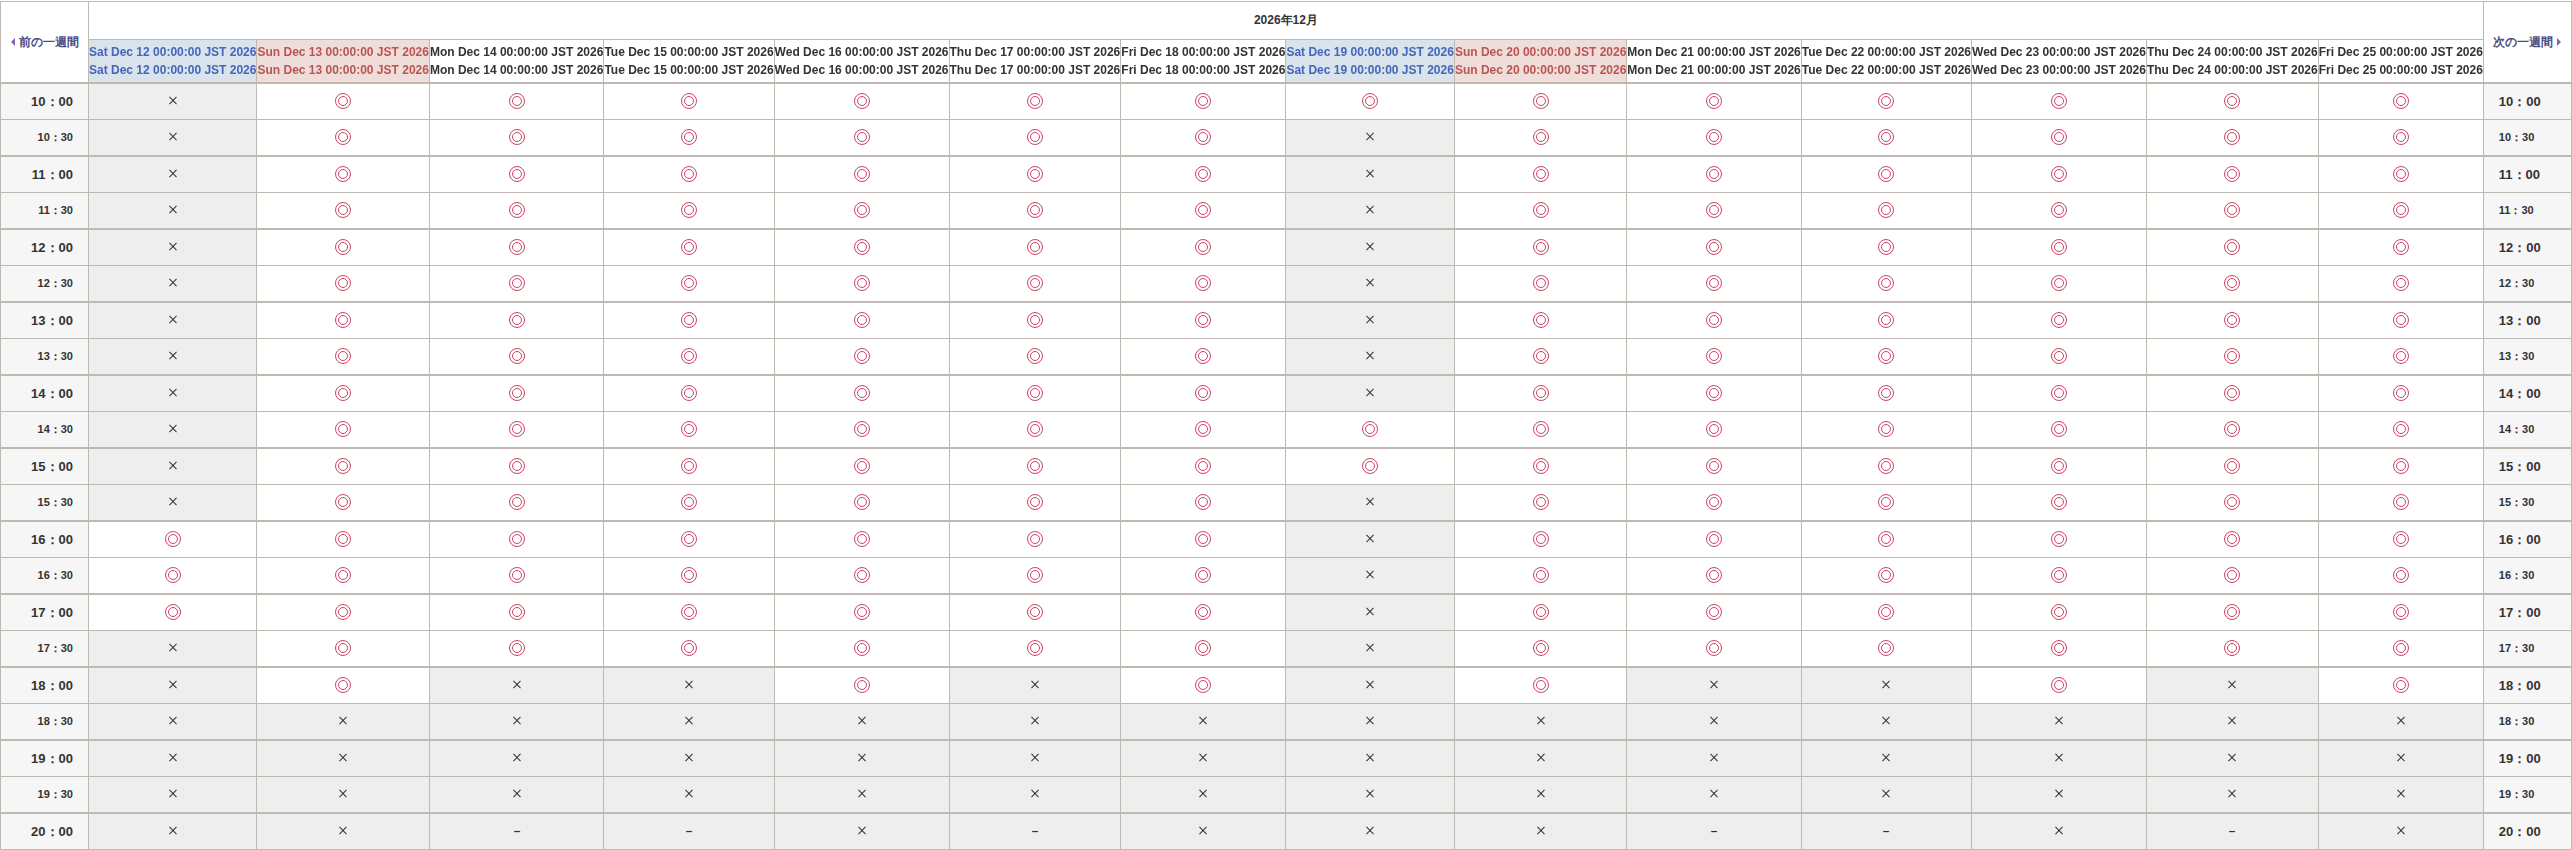 2026年12月
前の一週間
次の一週間
Sat Dec 12 00:00:00 JST 2026 Sun Dec 13 00:00:00 JST 2026 Mon Dec 14 00:00:00 JST 2026 Tue Dec 15 00:00:00 JST 2026 Wed Dec 16 00:00:00 JST 2026 Thu Dec 17 00:00:00 JST 2026 Fri Dec 18 00:00:00 JST 2026 Sat Dec 19 00:00:00 JST 2026 Sun Dec 20 00:00:00 JST 2026 Mon Dec 21 00:00:00 JST 2026 Tue Dec 22 00:00:00 JST 2026 Wed Dec 23 00:00:00 JST 2026 Thu Dec 24 00:00:00 JST 2026 Fri Dec 25 00:00:00 JST 2026
Sat Dec 12 00:00:00 JST 2026 Sun Dec 13 00:00:00 JST 2026 Mon Dec 14 00:00:00 JST 2026 Tue Dec 15 00:00:00 JST 2026 Wed Dec 16 00:00:00 JST 2026 Thu Dec 17 00:00:00 JST 2026 Fri Dec 18 00:00:00 JST 2026 Sat Dec 19 00:00:00 JST 2026 Sun Dec 20 00:00:00 JST 2026 Mon Dec 21 00:00:00 JST 2026 Tue Dec 22 00:00:00 JST 2026 Wed Dec 23 00:00:00 JST 2026 Thu Dec 24 00:00:00 JST 2026 Fri Dec 25 00:00:00 JST 2026
10：00 × ◎ ◎ ◎ ◎ ◎ ◎ ◎ ◎ ◎ ◎ ◎ ◎ ◎ 10：00
10：30 × ◎ ◎ ◎ ◎ ◎ ◎ × ◎ ◎ ◎ ◎ ◎ ◎ 10：30
11：00 × ◎ ◎ ◎ ◎ ◎ ◎ × ◎ ◎ ◎ ◎ ◎ ◎ 11：00
11：30 × ◎ ◎ ◎ ◎ ◎ ◎ × ◎ ◎ ◎ ◎ ◎ ◎ 11：30
12：00 × ◎ ◎ ◎ ◎ ◎ ◎ × ◎ ◎ ◎ ◎ ◎ ◎ 12：00
12：30 × ◎ ◎ ◎ ◎ ◎ ◎ × ◎ ◎ ◎ ◎ ◎ ◎ 12：30
13：00 × ◎ ◎ ◎ ◎ ◎ ◎ × ◎ ◎ ◎ ◎ ◎ ◎ 13：00
13：30 × ◎ ◎ ◎ ◎ ◎ ◎ × ◎ ◎ ◎ ◎ ◎ ◎ 13：30
14：00 × ◎ ◎ ◎ ◎ ◎ ◎ × ◎ ◎ ◎ ◎ ◎ ◎ 14：00
14：30 × ◎ ◎ ◎ ◎ ◎ ◎ ◎ ◎ ◎ ◎ ◎ ◎ ◎ 14：30
15：00 × ◎ ◎ ◎ ◎ ◎ ◎ ◎ ◎ ◎ ◎ ◎ ◎ ◎ 15：00
15：30 × ◎ ◎ ◎ ◎ ◎ ◎ × ◎ ◎ ◎ ◎ ◎ ◎ 15：30
16：00 ◎ ◎ ◎ ◎ ◎ ◎ ◎ × ◎ ◎ ◎ ◎ ◎ ◎ 16：00
16：30 ◎ ◎ ◎ ◎ ◎ ◎ ◎ × ◎ ◎ ◎ ◎ ◎ ◎ 16：30
17：00 ◎ ◎ ◎ ◎ ◎ ◎ ◎ × ◎ ◎ ◎ ◎ ◎ ◎ 17：00
17：30 × ◎ ◎ ◎ ◎ ◎ ◎ × ◎ ◎ ◎ ◎ ◎ ◎ 17：30
18：00 × ◎ × × ◎ × ◎ × ◎ × × ◎ × ◎ 18：00
18：30 × × × × × × × × × × × × × × 18：30
19：00 × × × × × × × × × × × × × × 19：00
19：30 × × × × × × × × × × × × × × 19：30
20：00 × × － － × － × × × － － × － × 20：00